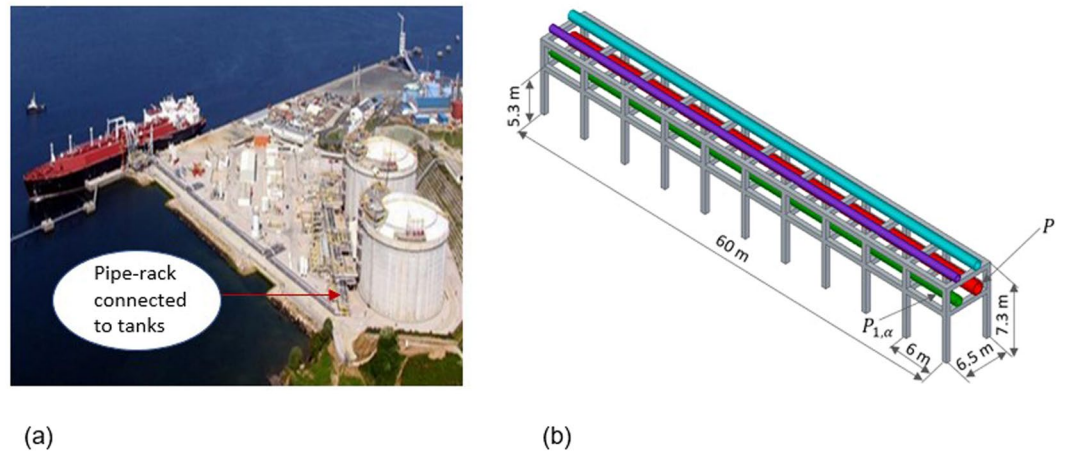 Pipe-rack
connected
to tanks
5.3 m
60 m
P
P₁,α
6 m
6.5 m
7.3 m
(a)
(b)